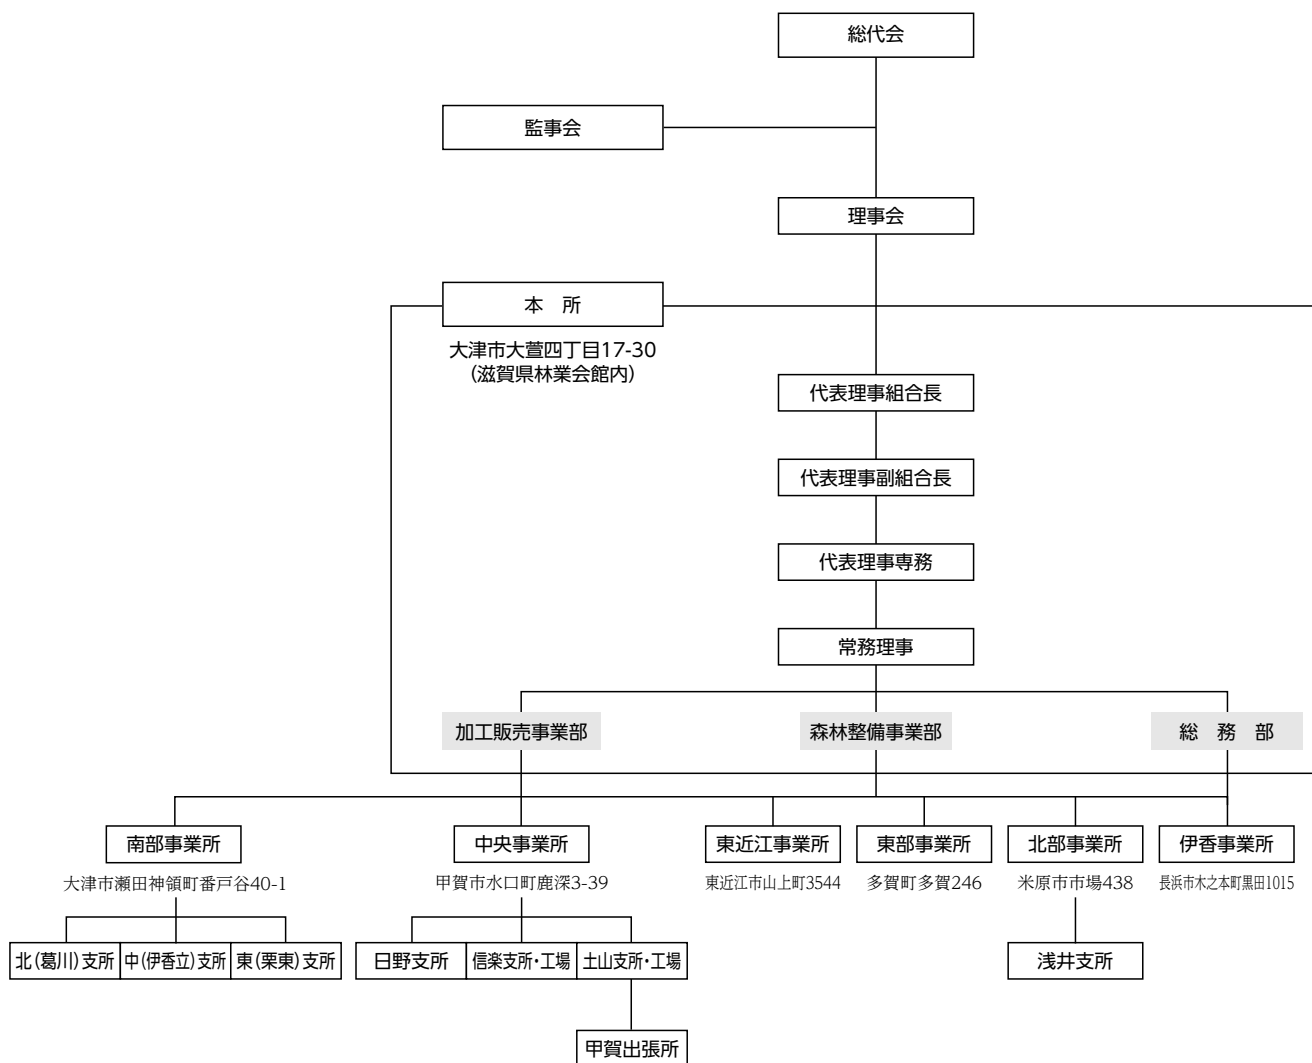 総代会
監事会
理事会
本　所
大津市大萱四丁目17-30
（滋賀県林業会館内）
代表理事組合長
代表理事副組合長
代表理事専務
常務理事
加工販売事業部
森林整備事業部
総　務　部
南部事業所
中央事業所
東近江事業所
東部事業所
北部事業所
伊香事業所
大津市瀬田神領町番戸谷40-1
甲賀市水口町鹿深3-39
東近江市山上町3544
多賀町多賀246
米原市市場438
長浜市木之本町黒田1015
北（葛川）支所
中（伊香立）支所
東（栗東）支所
日野支所
信楽支所・工場
土山支所・工場
浅井支所
甲賀出張所